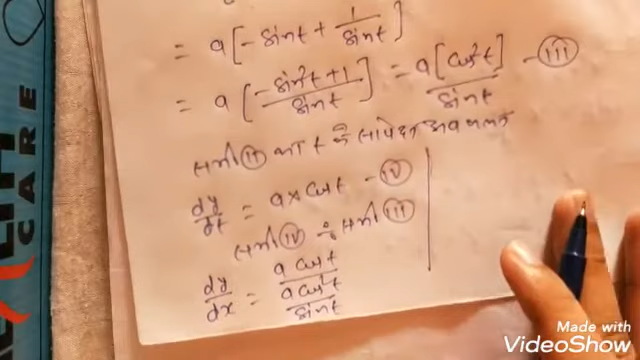 = a[-sint + 1/sint]
= a[(-sin²t + 1)/sint] = a[cos²t]/sint - (III)
समी (II) का t के सापेक्ष अवकलन
dy/dt = a x cost - (IV)
समी (IV) ÷ समी (III)
dy/dx = (a cost)/(a cos²t/sint)
CARE
Made with
VideoShow